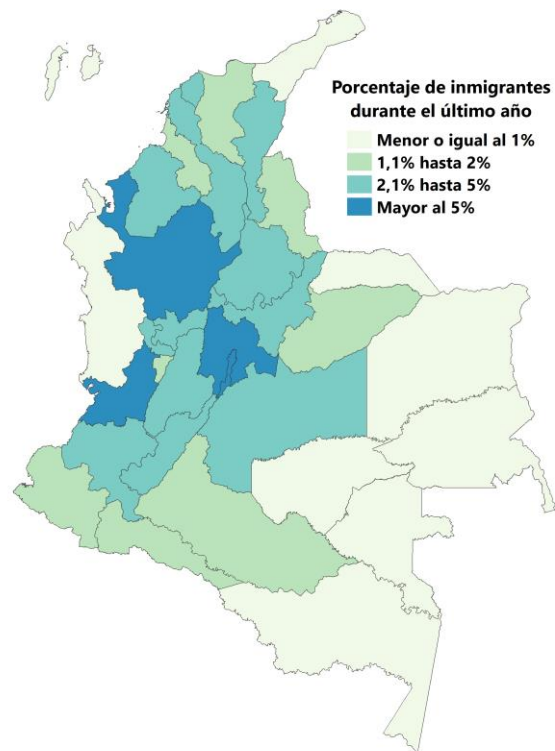 Porcentaje de inmigrantes
durante el último año
Menor o igual al 1%
1,1% hasta 2%
2,1% hasta 5%
Mayor al 5%